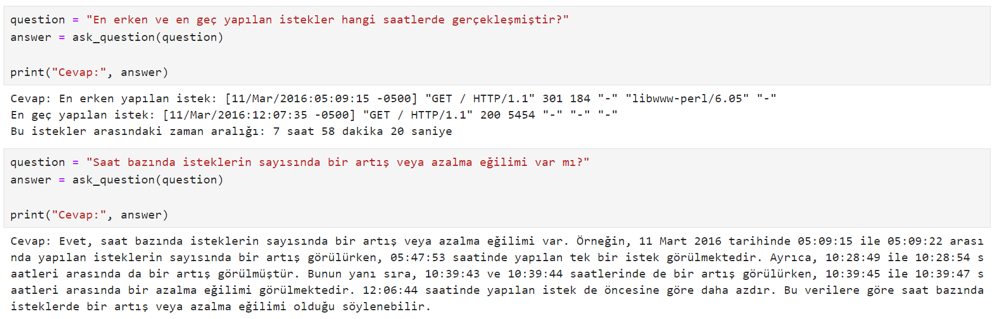 question = "En erken ve en geç yapılan istekler hangi saatlerde gerçekleşmiştir?"
answer = ask_question(question)
print("Cevap:", answer)
Cevap: En erken yapılan istek: [11/Mar/2016:05:09:15 -0500] "GET / HTTP/1.1" 301 184 "-" "libwww-perl/6.05" "-"
En geç yapılan istek: [11/Mar/2016:12:07:35 -0500] "GET / HTTP/1.1" 200 5454 "-" "-" "-"
Bu istekler arasındaki zaman aralığı: 7 saat 58 dakika 20 saniye
question = "Saat bazında isteklerin sayısında bir artış veya azalma eğilimi var mı?"
answer = ask_question(question)
print("Cevap:", answer)
Cevap: Evet, saat bazında isteklerin sayısında bir artış veya azalma eğilimi var. Örneğin, 11 Mart 2016 tarihinde 05:09:15 ile 05:09:22 arası
nda yapılan isteklerin sayısında bir artış görülürken, 05:47:53 saatinde yapılan tek bir istek görülmektedir. Ayrıca, 10:28:49 ile 10:28:54 s
aatleri arasında da bir artış görülmüştür. Bunun yanı sıra, 10:39:43 ve 10:39:44 saatlerinde de bir artış görülürken, 10:39:45 ile 10:39:47 s
aatleri arasında bir azalma eğilimi görülmektedir. 12:06:44 saatinde yapılan istek de öncesine göre daha azdır. Bu verilere göre saat bazında
isteklerde bir artış veya azalma eğilimi olduğu söylenebilir.